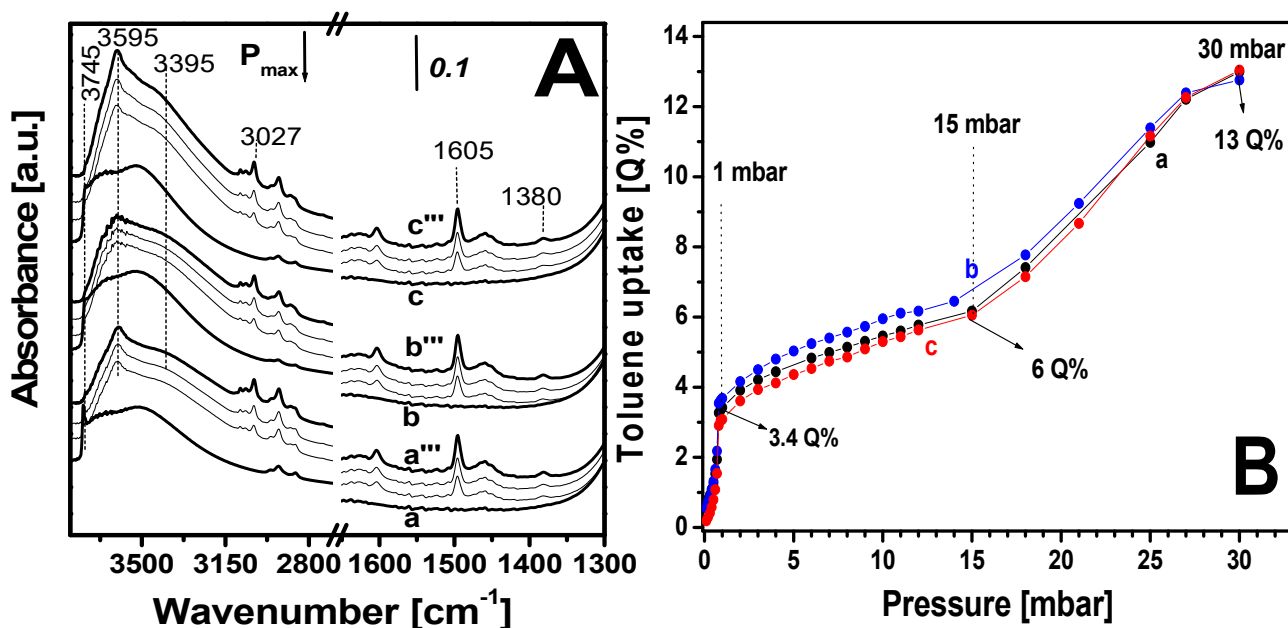 3745
3595
3395
P max
0.1
A
3027
1605
1380
c'''
c
b'''
b
a'''
a
Absorbance [a.u.]
3500 3150 2800 1600 1500 1400 1300
Wavenumber [cm-1]
14
12
10
8
6
4
2
0
Toluene uptake [Q%]
30 mbar
15 mbar
13 Q%
1 mbar
a
b
c
6 Q%
3.4 Q%
B
0 5 10 15 20 25 30
Pressure [mbar]